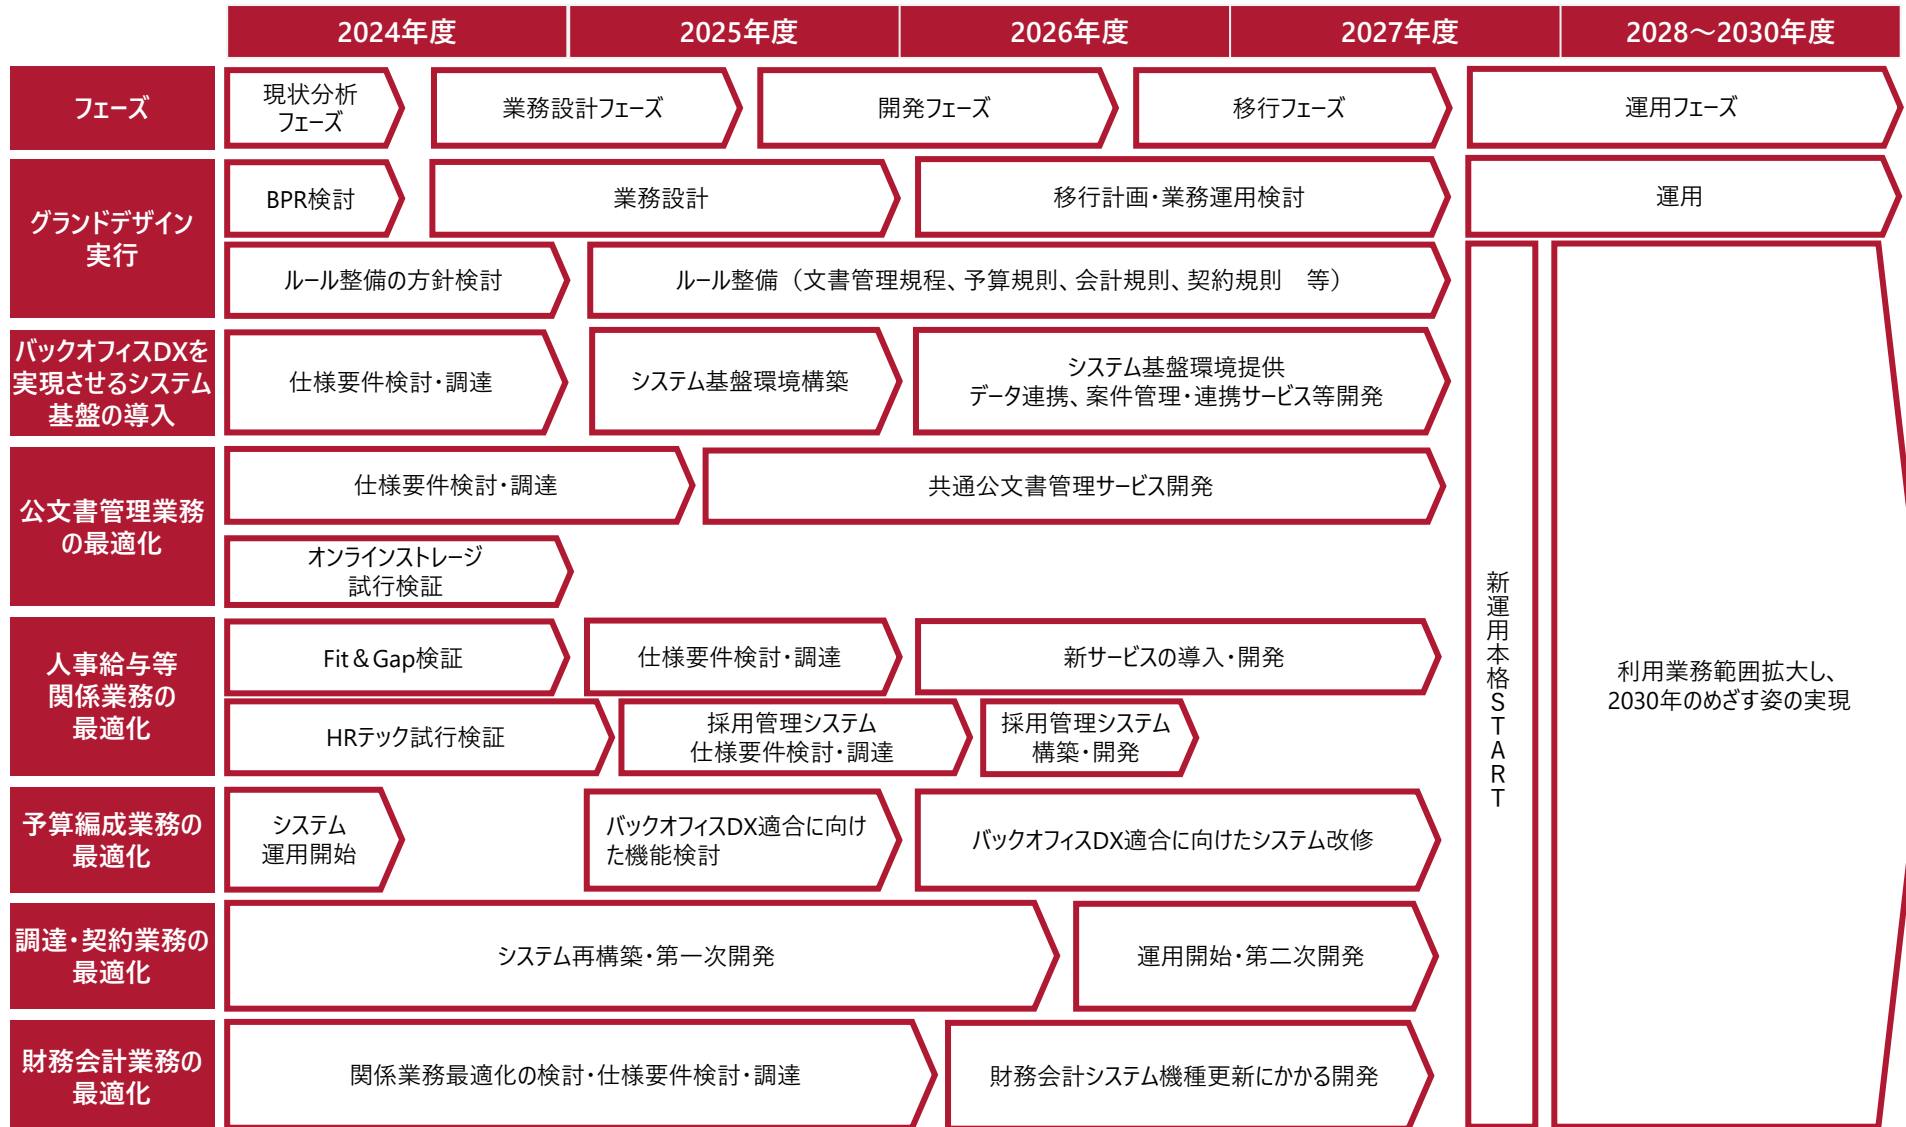 2024年度
2025年度
2026年度
2027年度
2028～2030年度
フェーズ
現状分析
フェーズ
業務設計フェーズ
開発フェーズ
移行フェーズ
運用フェーズ
グランドデザイン
実行
BPR検討
業務設計
移行計画・業務運用検討
運用
ルール整備の方針検討
ルール整備（文書管理規程、予算規則、会計規則、契約規則　等）
バックオフィスDXを
実現させるシステム
基盤の導入
仕様要件検討・調達
システム基盤環境構築
システム基盤環境提供
データ連携、案件管理・連携サービス等開発
公文書管理業務
の最適化
仕様要件検討・調達
共通公文書管理サービス開発
オンラインストレージ
試行検証
人事給与等
関係業務の
最適化
Fit＆Gap検証
仕様要件検討・調達
新サービスの導入・開発
HRテック試行検証
採用管理システム
仕様要件検討・調達
採用管理システム
構築・開発
予算編成業務の
最適化
システム
運用開始
バックオフィスDX適合に向け
た機能検討
バックオフィスDX適合に向けたシステム改修
調達・契約業務の
最適化
システム再構築・第一次開発
運用開始・第二次開発
財務会計業務の
最適化
関係業務最適化の検討・仕様要件検討・調達
財務会計システム機種更新にかかる開発
新運用本格START
利用業務範囲拡大し、
2030年のめざす姿の実現